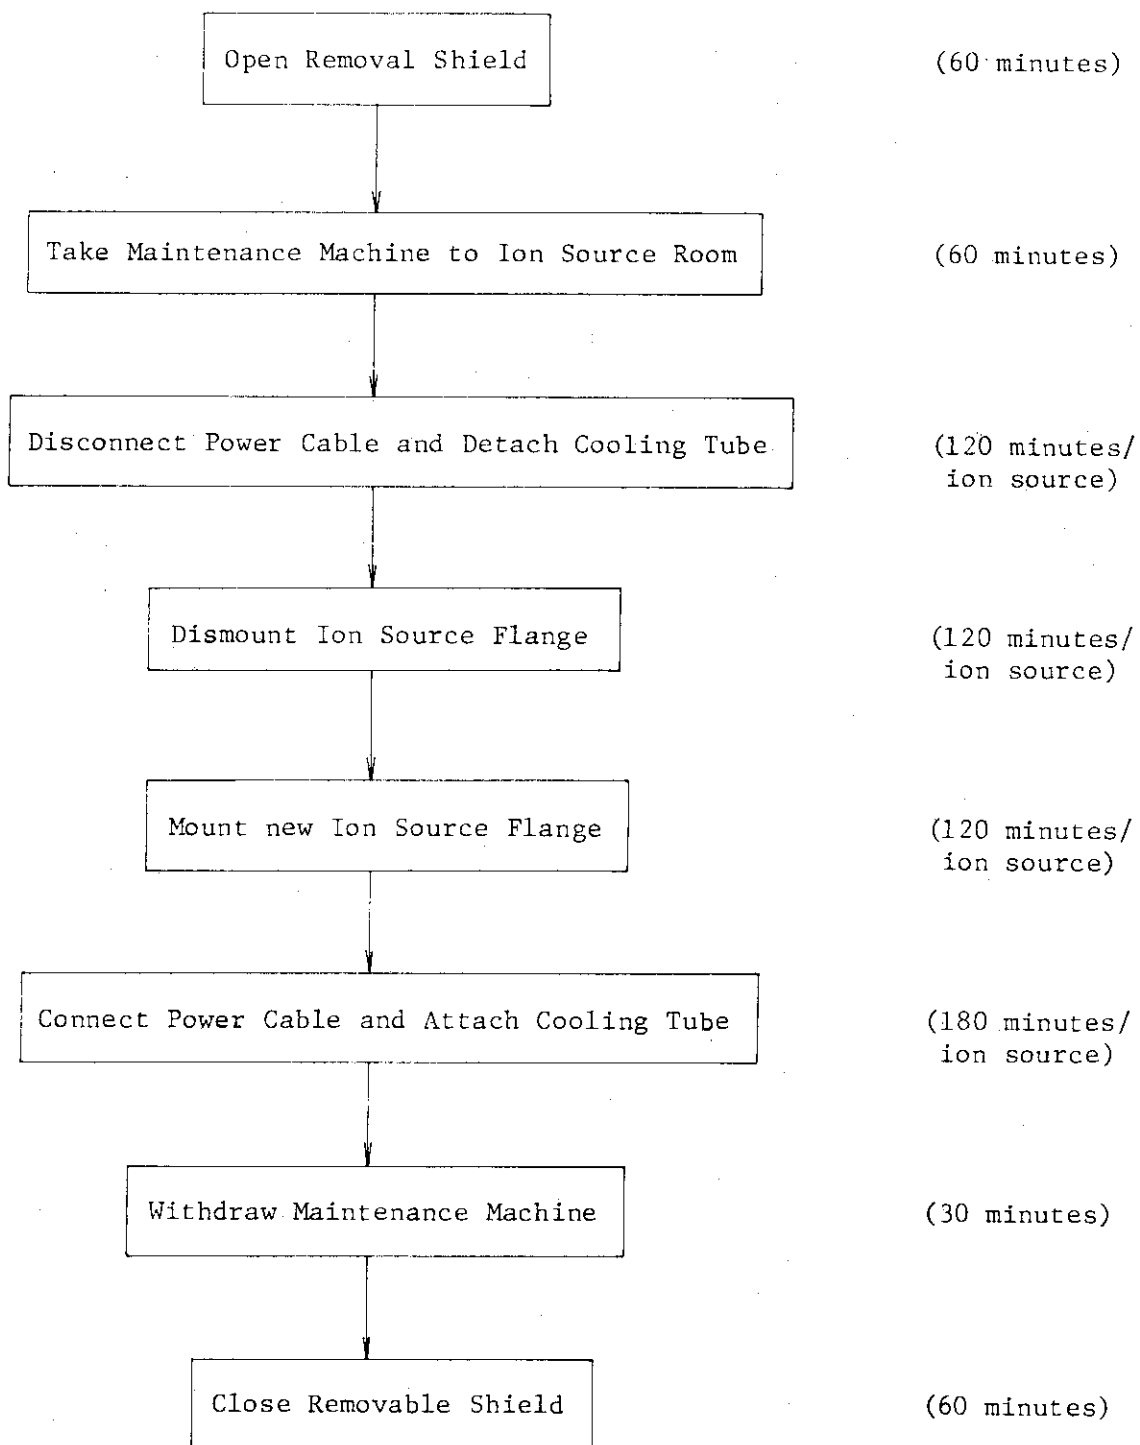 Open Removal Shield
(60 minutes)
Take Maintenance Machine to Ion Source Room
(60 minutes)
Disconnect Power Cable and Detach Cooling Tube
(120 minutes/
ion source)
Dismount Ion Source Flange
(120 minutes/
ion source)
Mount new Ion Source Flange
(120 minutes/
ion source)
Connect Power Cable and Attach Cooling Tube
(180 minutes/
ion source)
Withdraw Maintenance Machine
(30 minutes)
Close Removable Shield
(60 minutes)